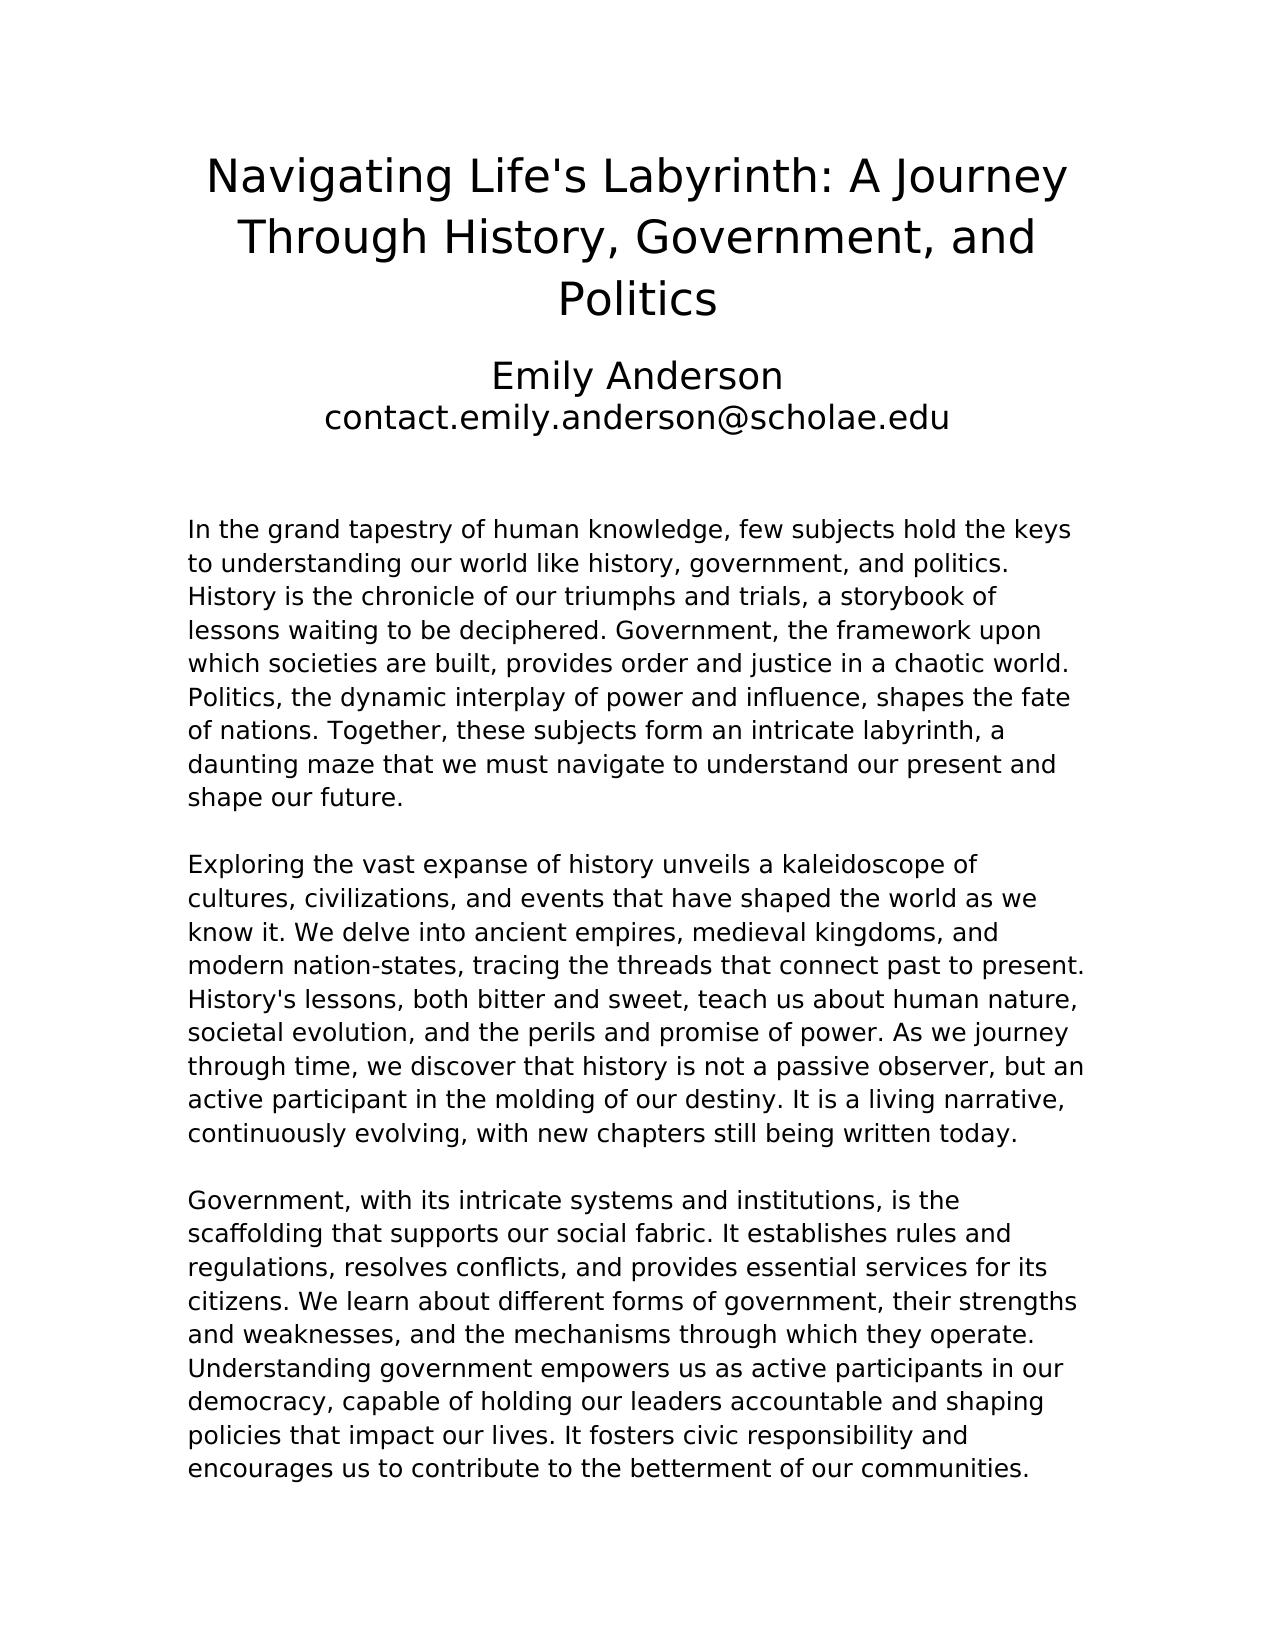 Navigating Life's Labyrinth: A Journey
Through History, Government, and
Politics
Emily Anderson
contact.emily.anderson@scholae.edu
In the grand tapestry of human knowledge, few subjects hold the keys
to understanding our world like history, government, and politics.
History is the chronicle of our triumphs and trials, a storybook of
lessons waiting to be deciphered. Government, the framework upon
which societies are built, provides order and justice in a chaotic world.
Politics, the dynamic interplay of power and influence, shapes the fate
of nations. Together, these subjects form an intricate labyrinth, a
daunting maze that we must navigate to understand our present and
shape our future.
Exploring the vast expanse of history unveils a kaleidoscope of
cultures, civilizations, and events that have shaped the world as we
know it. We delve into ancient empires, medieval kingdoms, and
modern nation-states, tracing the threads that connect past to present.
History's lessons, both bitter and sweet, teach us about human nature,
societal evolution, and the perils and promise of power. As we journey
through time, we discover that history is not a passive observer, but an
active participant in the molding of our destiny. It is a living narrative,
continuously evolving, with new chapters still being written today.
Government, with its intricate systems and institutions, is the
scaffolding that supports our social fabric. It establishes rules and
regulations, resolves conflicts, and provides essential services for its
citizens. We learn about different forms of government, their strengths
and weaknesses, and the mechanisms through which they operate.
Understanding government empowers us as active participants in our
democracy, capable of holding our leaders accountable and shaping
policies that impact our lives. It fosters civic responsibility and
encourages us to contribute to the betterment of our communities.